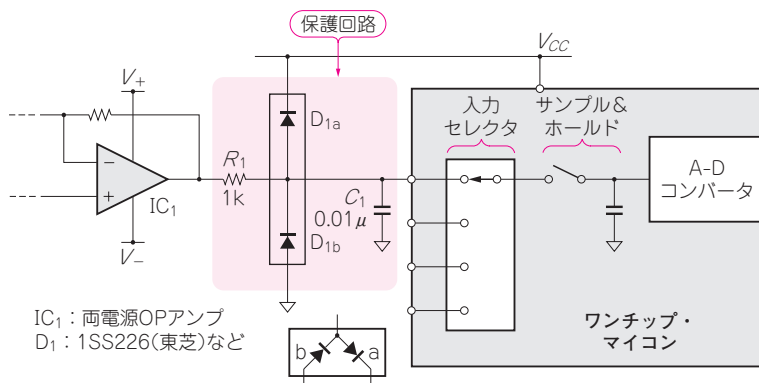 保護回路
VCC
V+
D1a
R1
1k
C1
0.01μ
D1b
IC1
V−
−
+
入力
セレクタ
サンプル&
ホールド
A-D
コンバータ
ワンチップ・
マイコン
IC1：両電源OPアンプ
D1：1SS226(東芝)など
b
a